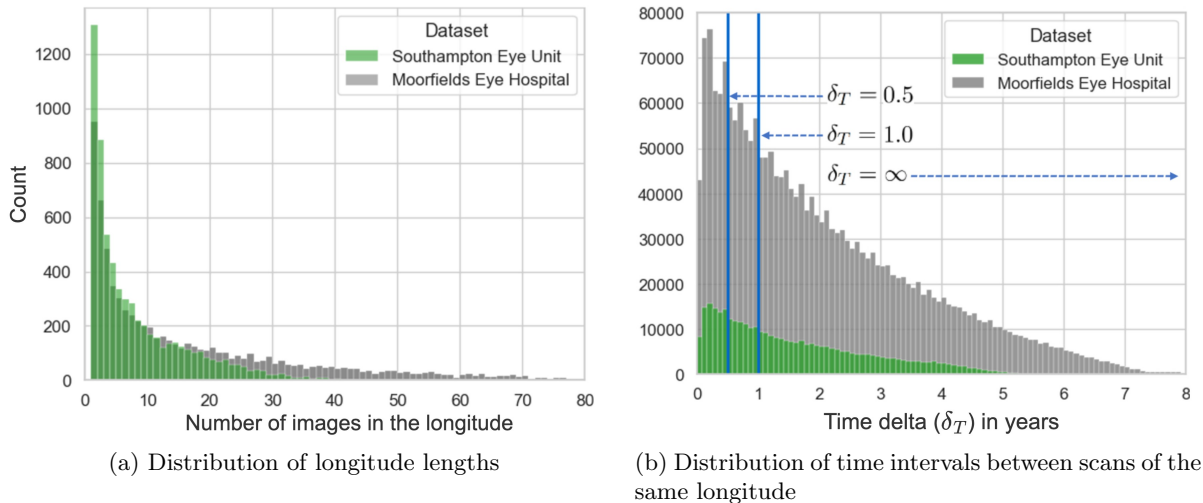 Dataset
Southampton Eye Unit
Moorfields Eye Hospital
1200
1000
800
600
400
200
0
Count
0 10 20 30 40 50 60 70 80
Number of images in the longitude
(a) Distribution of longitude lengths
80000
70000
60000
50000
40000
30000
20000
10000
0
Dataset
Southampton Eye Unit
Moorfields Eye Hospital
δ_T = 0.5
δ_T = 1.0
δ_T = ∞
0 1 2 3 4 5 6 7 8
Time delta (δ_T) in years
(b) Distribution of time intervals between scans of the
same longitude